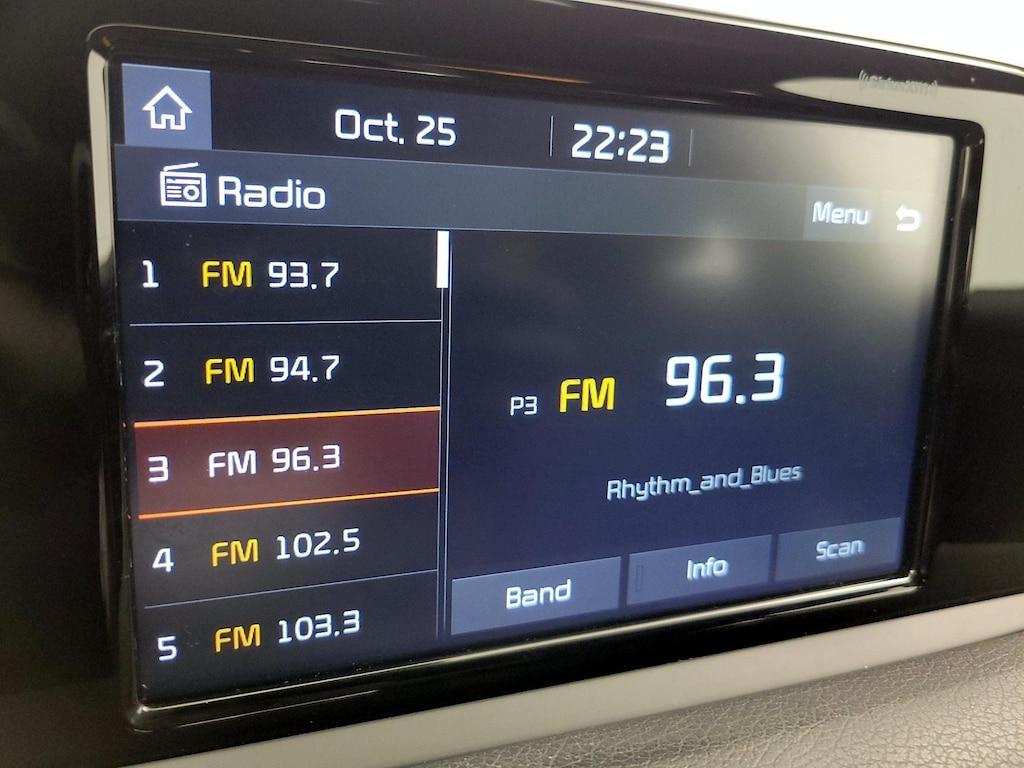 ((SiriusXM))
Oct. 25 22:23
Radio
Menu
1 FM 93.7
2 FM 94.7
3 FM 96.3
4 FM 102.5
5 FM 103.3
P3 FM 96.3
Rhythm_and_Blues
Band Info Scan